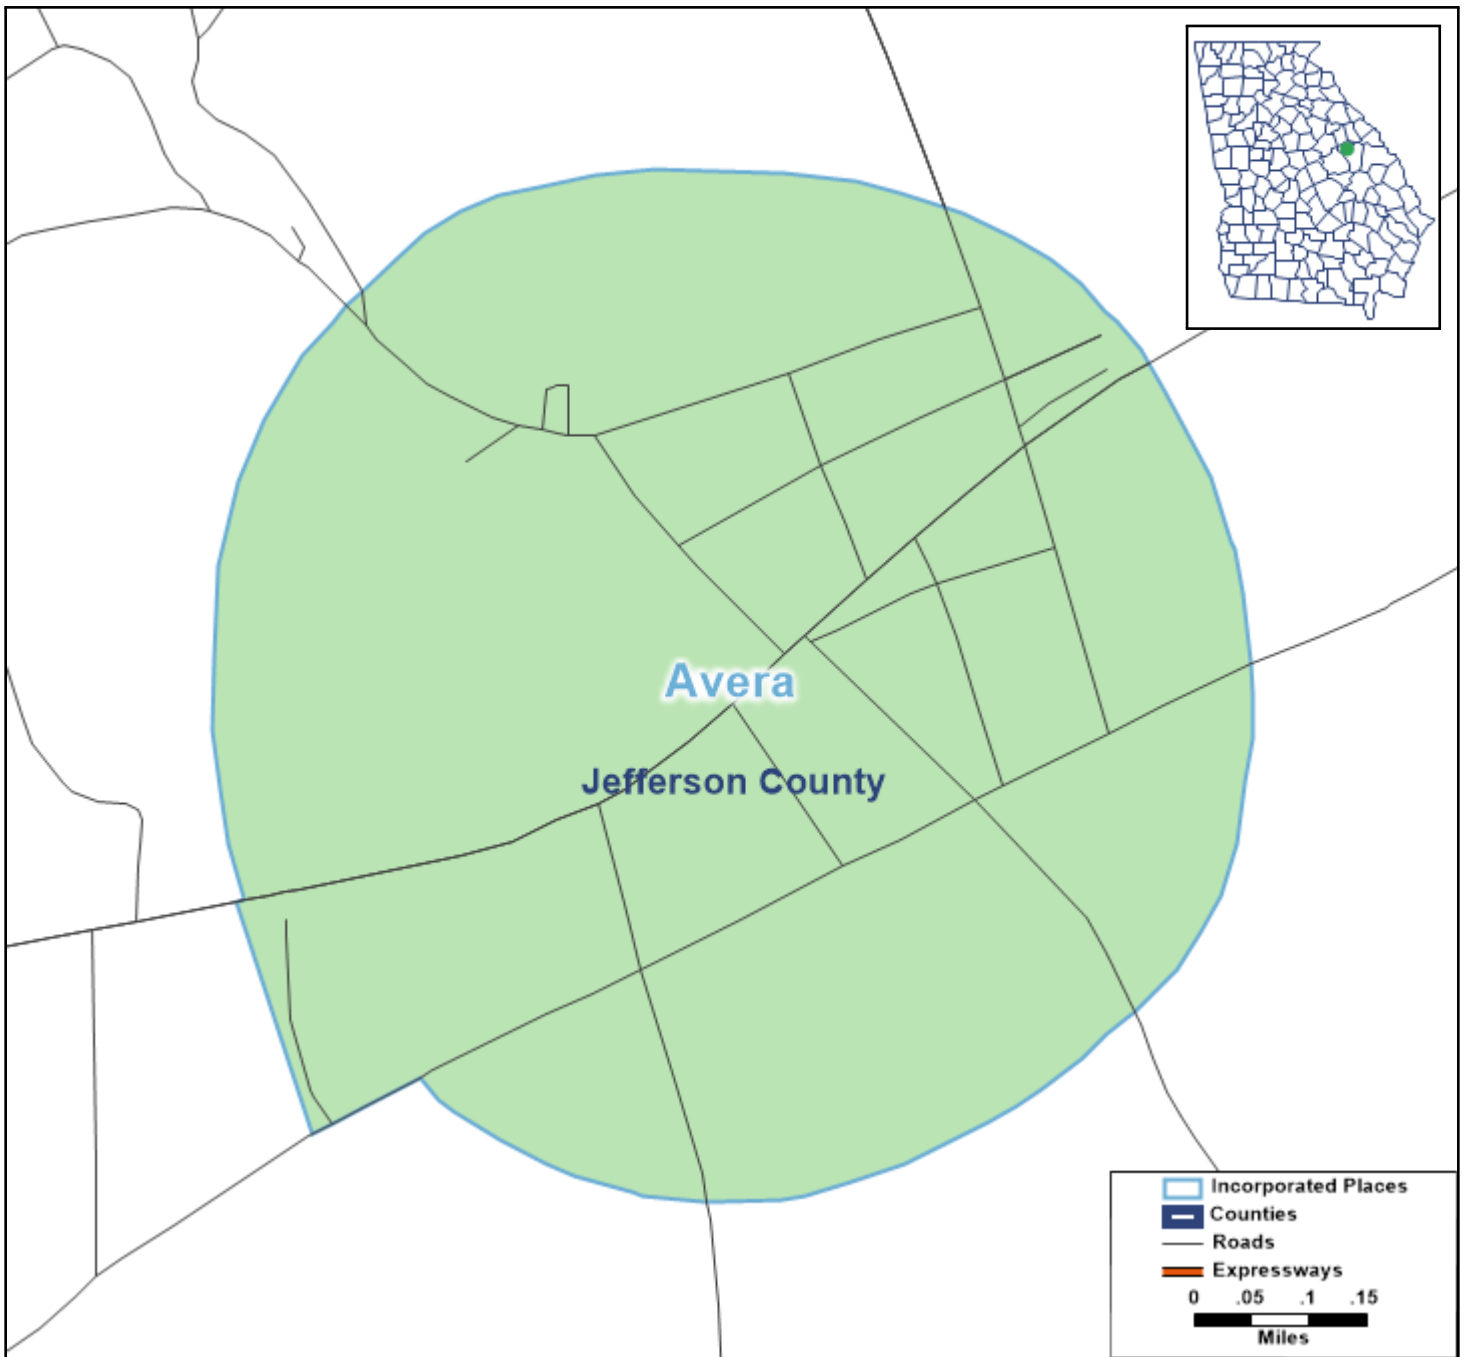 Avera
Jefferson County
Incorporated Places
Counties
Roads
Expressways
0 .05 .1 .15
Miles